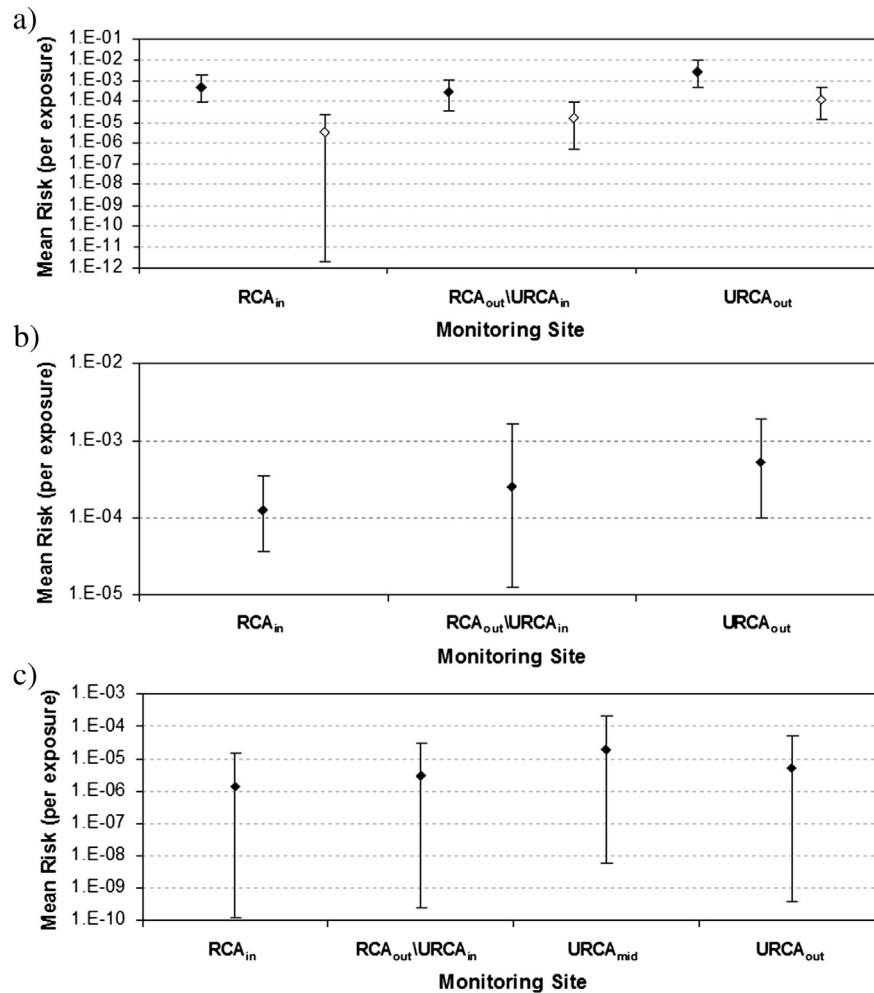 a)
Mean Risk (per exposure)
1.E-01
1.E-02
1.E-03
1.E-04
1.E-05
1.E-06
1.E-07
1.E-08
1.E-09
1.E-10
1.E-11
1.E-12
RCAin RCAout\URCAin URCAout
Monitoring Site
b)
Mean Risk (per exposure)
1.E-02
1.E-03
1.E-04
1.E-05
RCAin RCAout\URCAin URCAout
Monitoring Site
c)
Mean Risk (per exposure)
1.E-03
1.E-04
1.E-05
1.E-06
1.E-07
1.E-08
1.E-09
1.E-10
RCAin RCAout\URCAin URCAmid URCAout
Monitoring Site